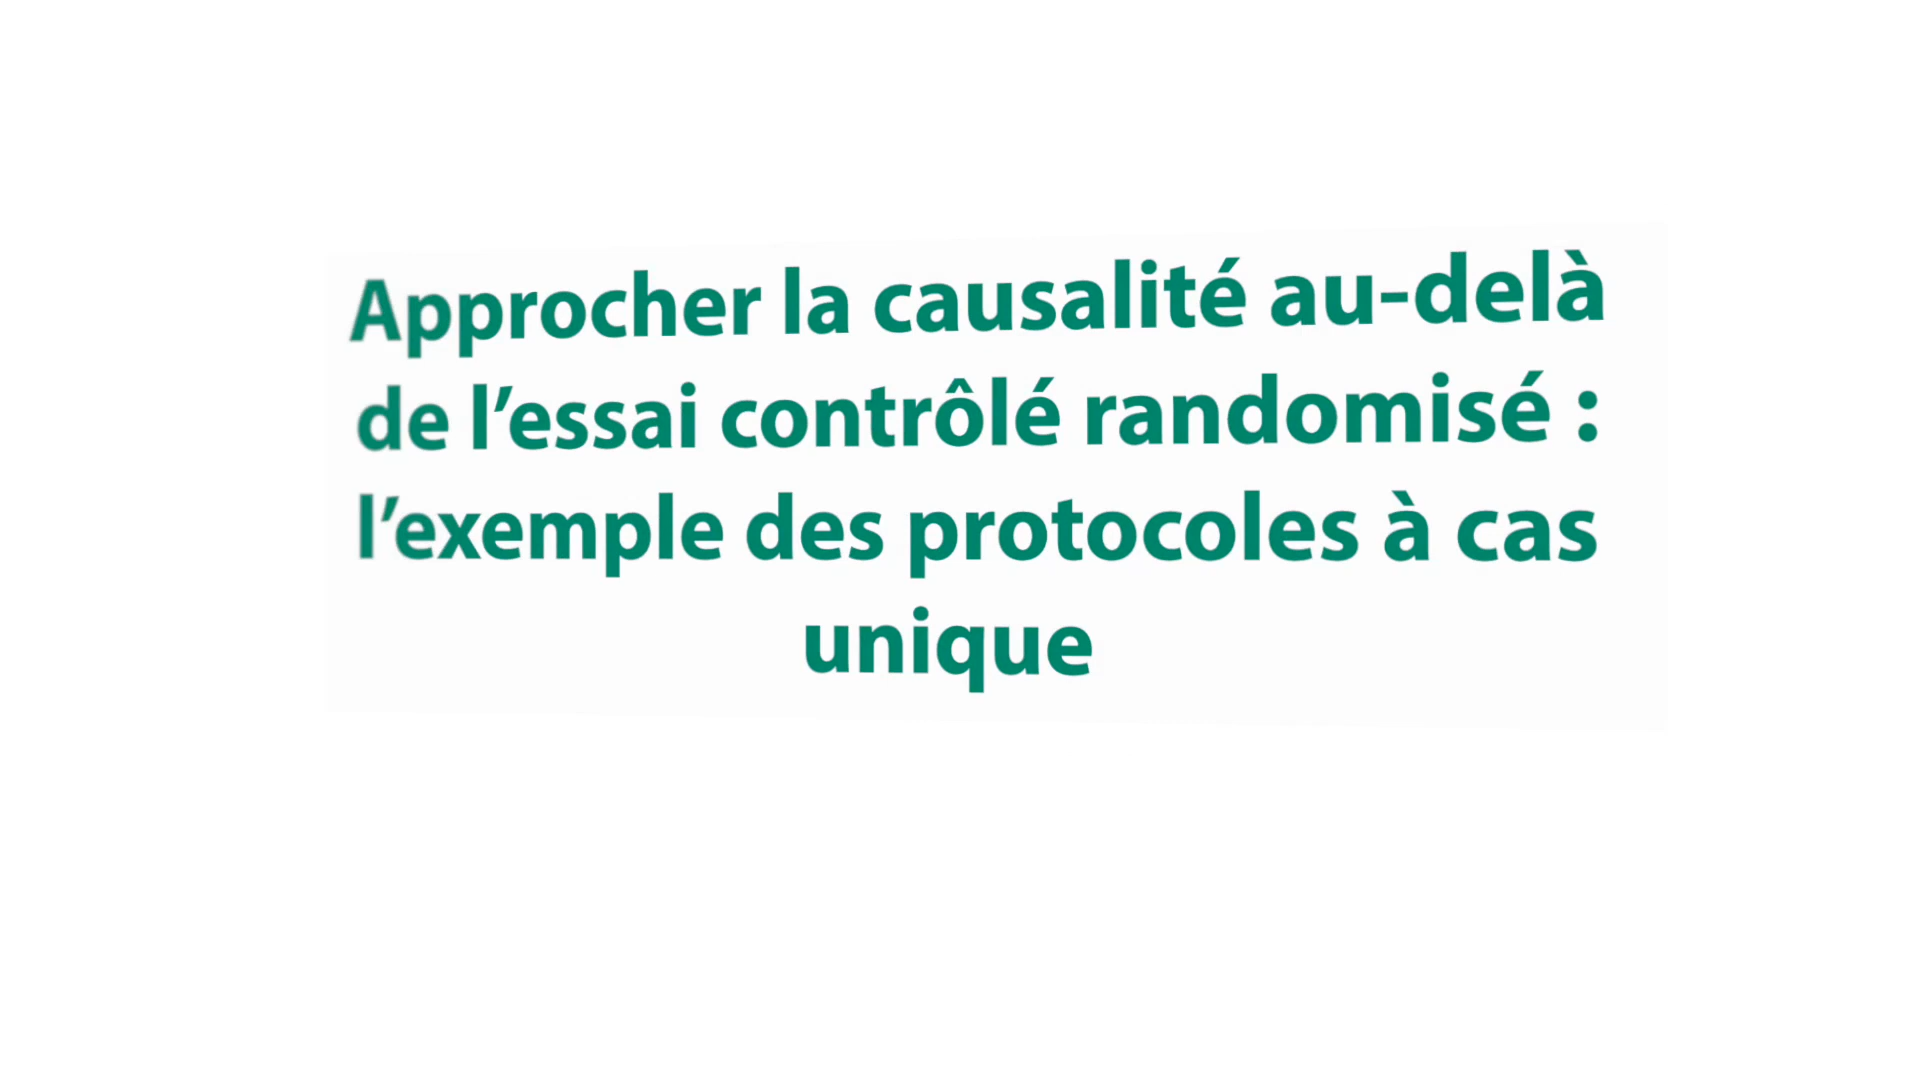 Approcher la causalité au-delà
de l’essai contrôlé randomisé :
l’exemple des protocoles à cas
unique